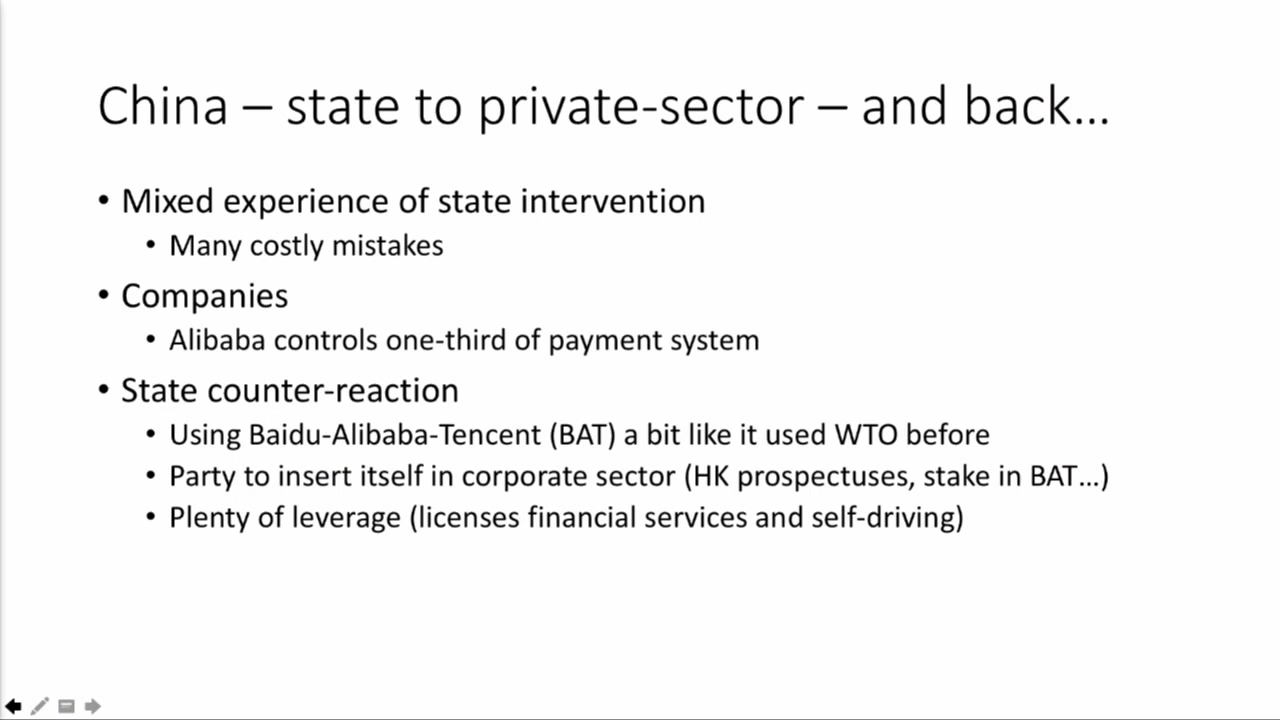 China – state to private-sector – and back...
• Mixed experience of state intervention
• Many costly mistakes
• Companies
• Alibaba controls one-third of payment system
• State counter-reaction
• Using Baidu-Alibaba-Tencent (BAT) a bit like it used WTO before
• Party to insert itself in corporate sector (HK prospectuses, stake in BAT...)
• Plenty of leverage (licenses financial services and self-driving)